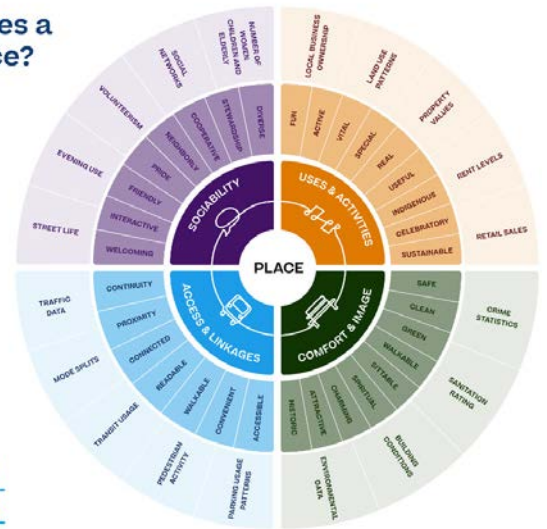 es a
ce?
PLACE
SOCIABILITY
DIVERSE
STEWARDSHIP
COOPERATIVE
NEIGHBORLY
PRIDE
FRIENDLY
INTERACTIVE
WELCOMING
NUMBER OF
WOMEN
CHILDREN AND
ELDERLY
SOCIAL
NETWORKS
VOLUNTEERISM
EVENING USE
STREET LIFE
USES & ACTIVITIES
FUN
ACTIVE
VITAL
SPECIAL
REAL
USEFUL
INDIGENOUS
CELEBRATORY
SUSTAINABLE
LOCAL BUSINESS
OWNERSHIP
LAND USE
PATTERNS
PROPERTY
VALUES
RENT LEVELS
RETAIL SALES
ACCESS & LINKAGES
CONTINUITY
PROXIMITY
CONNECTED
READABLE
WALKABLE
CONVENIENT
ACCESSIBLE
TRAFFIC
DATA
MODE SPLITS
TRANSIT USAGE
PEDESTRIAN
ACTIVITY
PARKING USAGE
PATTERNS
COMFORT & IMAGE
SAFE
CLEAN
GREEN
WALKABLE
SITTABLE
SPIRITUAL
CHARMING
ATTRACTIVE
HISTORIC
CRIME
STATISTICS
SANITATION
RATING
BUILDING
CONDITIONS
ENVIRONMENTAL
DATA